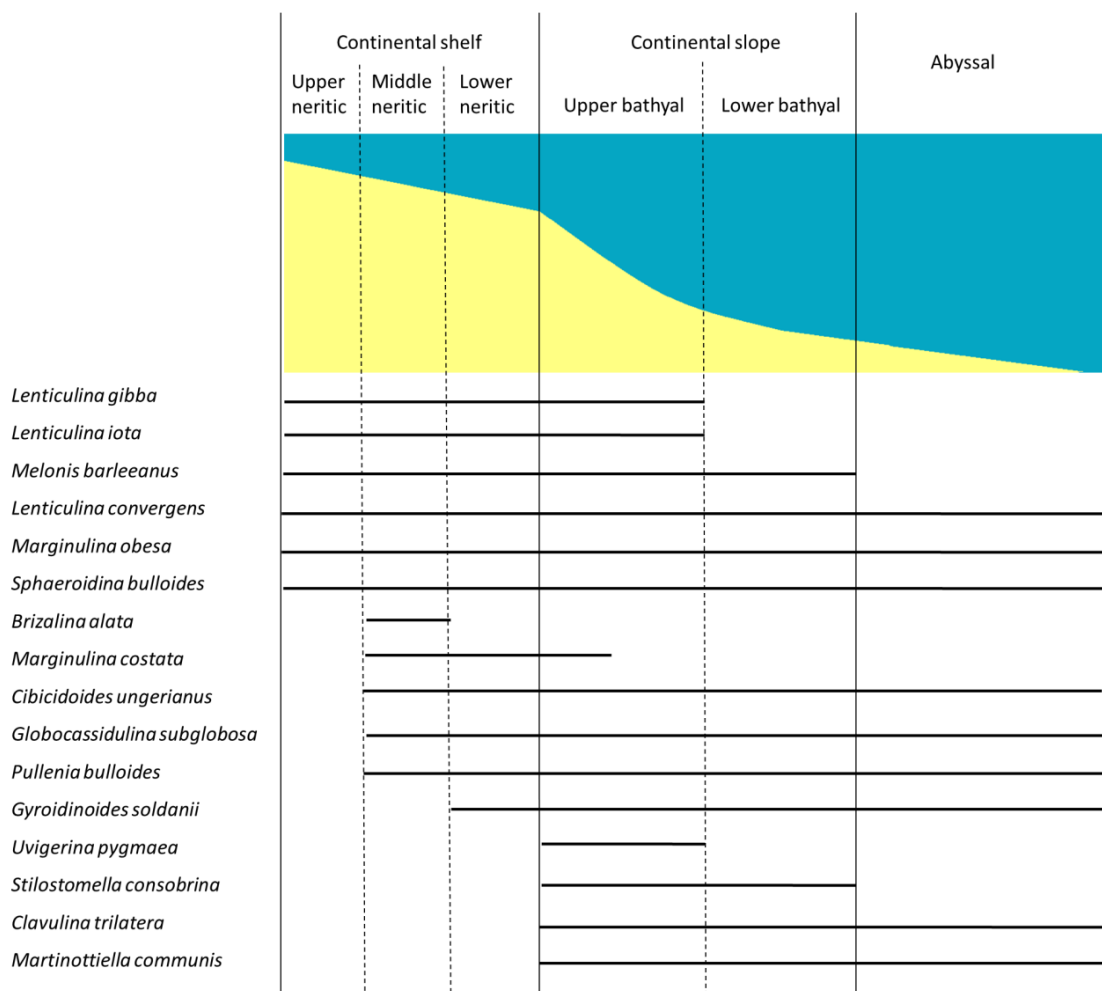 Continental shelf
Continental slope
Abyssal
Upper
neritic
Middle
neritic
Lower
neritic
Upper bathyal
Lower bathyal
Lenticulina gibba
Lenticulina iota
Melonis barleeanus
Lenticulina convergens
Marginulina obesa
Sphaeroidina bulloides
Brizalina alata
Marginulina costata
Cibicidoides ungerianus
Globocassidulina subglobosa
Pullenia bulloides
Gyroidinoides soldanii
Uvigerina pygmaea
Stilostomella consobrina
Clavulina trilatera
Martinottiella communis